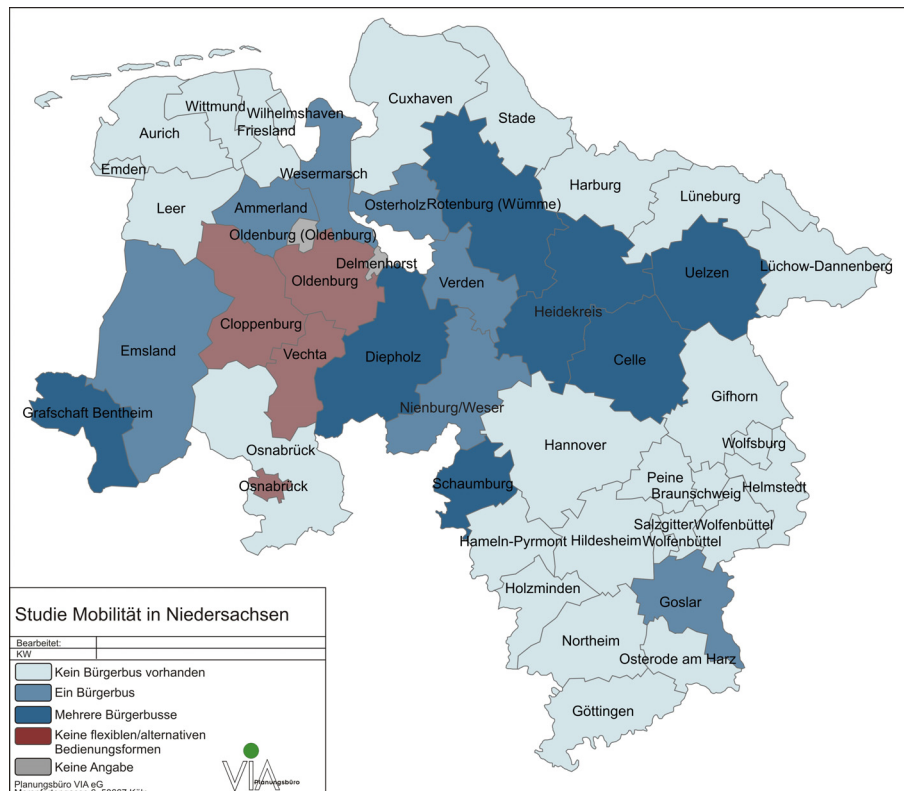 Cuxhaven
Stade
Wittmund
Wilhelmshaven
Friesland
Aurich
Emden
Wesermarsch
Harburg
Lüneburg
Leer
Ammerland
Osterholz
Rotenburg (Wümme)
Oldenburg (Oldenburg)
Delmenhorst
Oldenburg
Verden
Uelzen
Lüchow-Dannenberg
Cloppenburg
Heidekreis
Emsland
Vechta
Diepholz
Celle
Gifhorn
Grafschaft Bentheim
Nienburg/Weser
Hannover
Wolfsburg
Osnabrück
Osnabrück
Schaumburg
Peine
Braunschweig
Helmstedt
Salzgitter
Wolfenbüttel
Hameln-Pyrmont
Hildesheim
Wolfenbüttel
Holzminden
Goslar
Northeim
Osterode am Harz
Göttingen
Studie Mobilität in Niedersachsen
Bearbeitet:
KW
Kein Bürgerbus vorhanden
Ein Bürgerbus
Mehrere Bürgerbusse
Keine flexiblen/alternativen
Bedienungsformen
Keine Angabe
VIA
Planungsbüro
Planungsbüro VIA eG